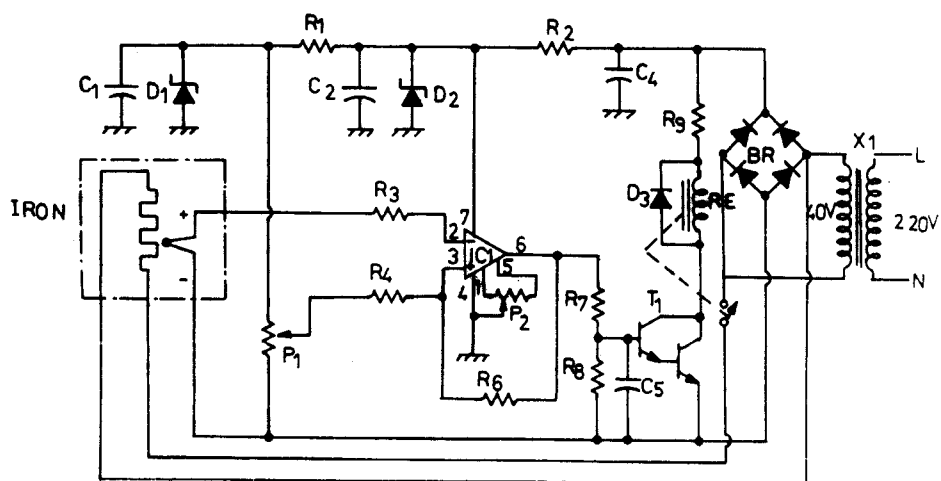 R1
R2
C1
D1
C2
D2
C4
R9
X1
L
BR
IRON
+
-
R3
D3
RE
40V
220V
7
2
6
3
IC1
5
4
1
R4
R7
T1
N
P2
P1
R8
R6
C5